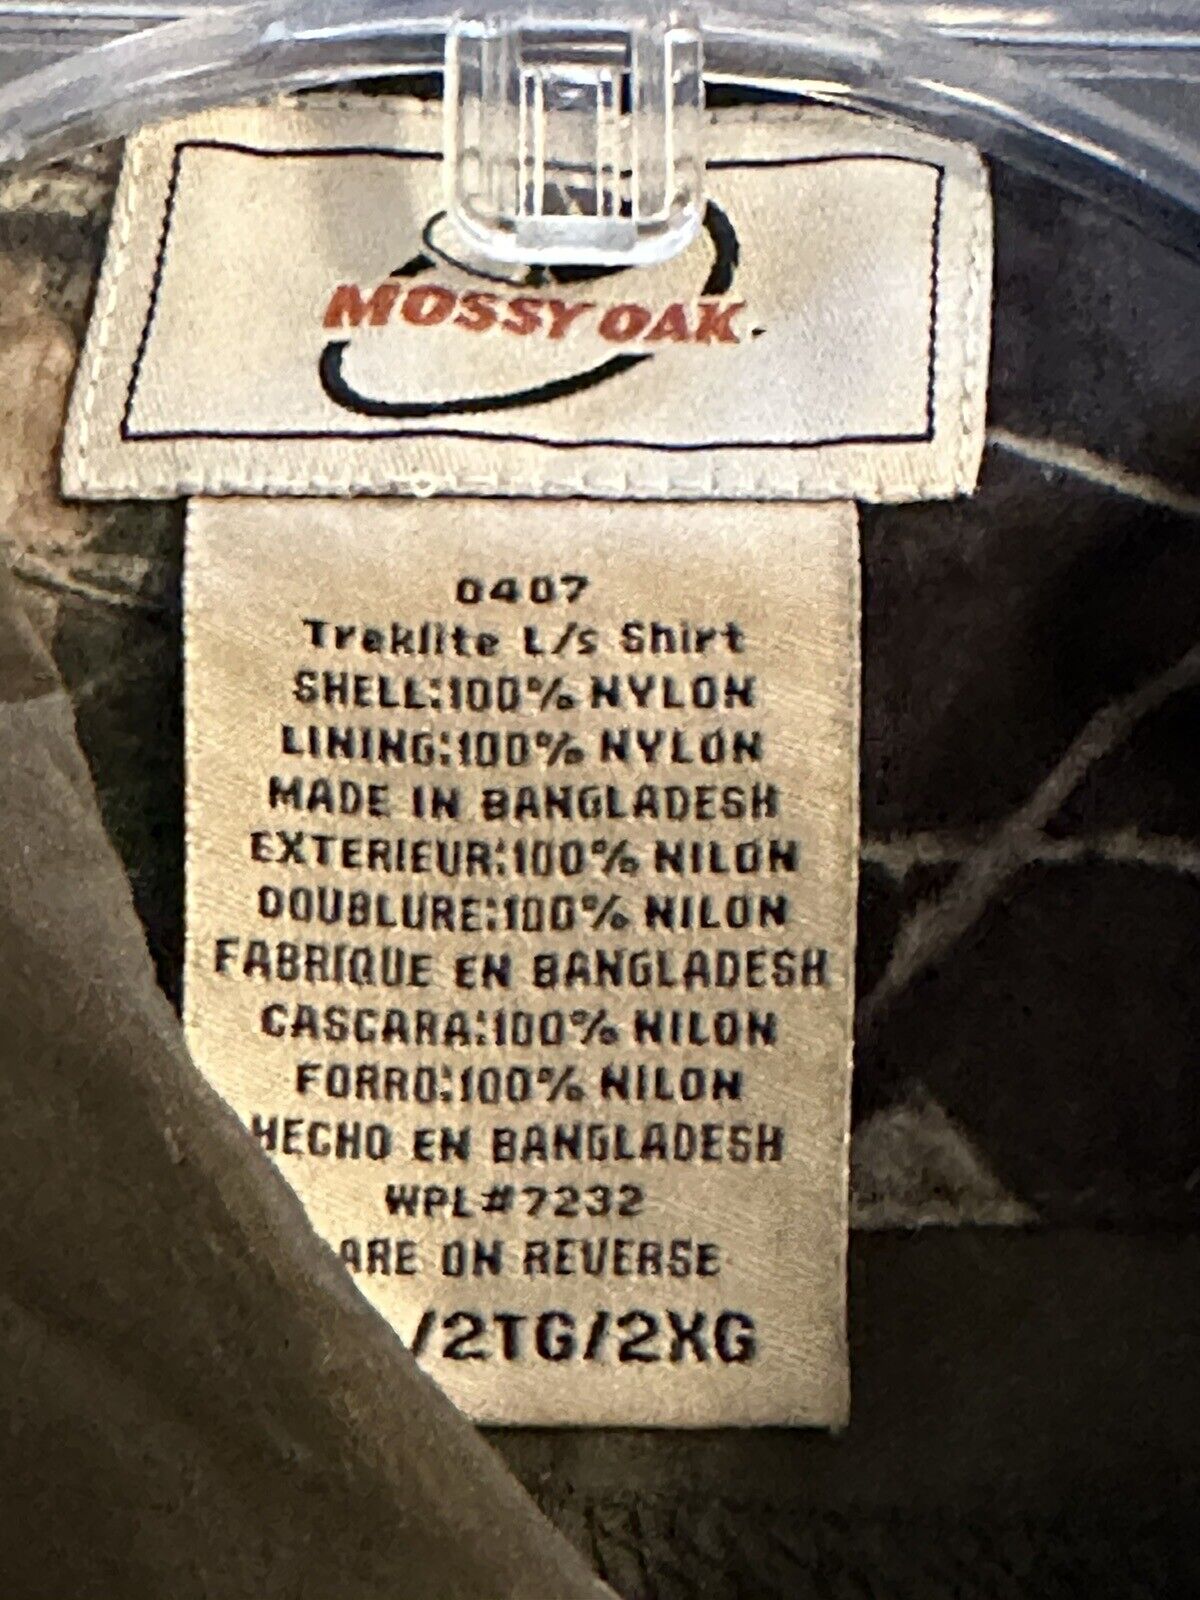 MOSSY OAK.
0407
Treklite L/s Shirt
SHELL:100% NYLON
LINING:100% NYLON
MADE IN BANGLADESH
EXTERIEUR:100% NILON
DOUBLURE:100% NILON
FABRIQUE EN BANGLADESH
CASCARA:100% NILON
FORRO:100% NILON
HECHO EN BANGLADESH
WPL#7232
ARE ON REVERSE
/2TG/2XG